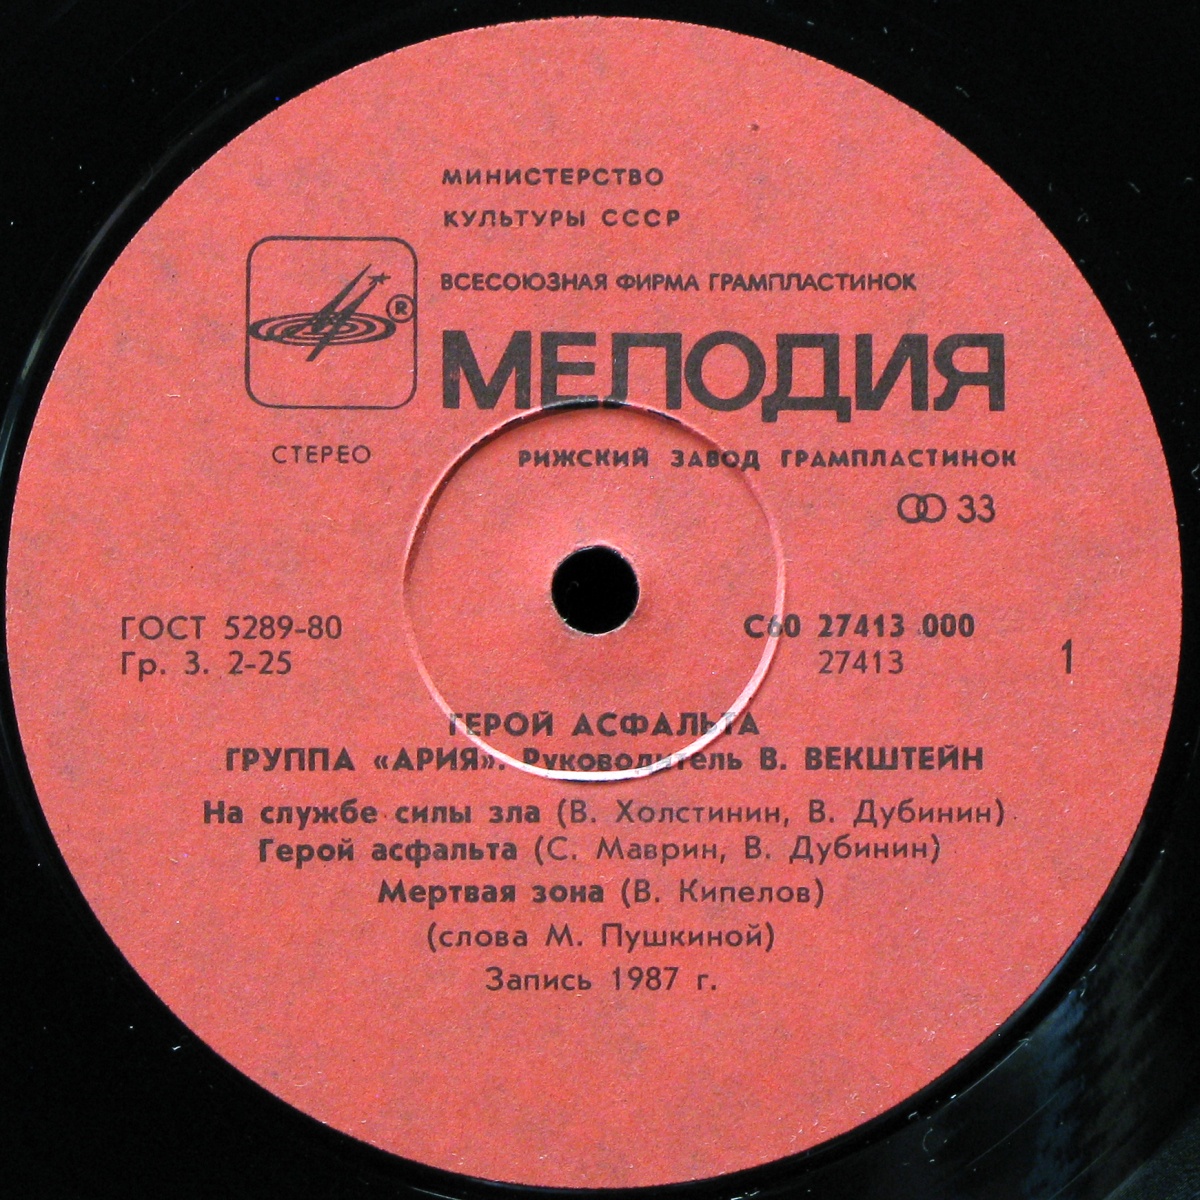 МИНИСТЕРСТВО
КУЛЬТУРЫ СССР
ВСЕСОЮЗНАЯ ФИРМА ГРАМПЛАСТИНОК
®
МЕЛОДИЯ
СТЕРЕО
РИЖСКИЙ ЗАВОД ГРАМПЛАСТИНОК
33
ГОСТ 5289-80
Гр. 3. 2-25
С60 27413 000
27413
1
ГЕРОЙ АСФАЛЬТА
ГРУППА «АРИЯ». Руководитель В. ВЕКШТЕЙН
На службе силы зла (В. Холстинин, В. Дубинин)
Герой асфальта (С. Маврин, В. Дубинин)
Мертвая зона (В. Кипелов)
(слова М. Пушкиной)
Запись 1987 г.